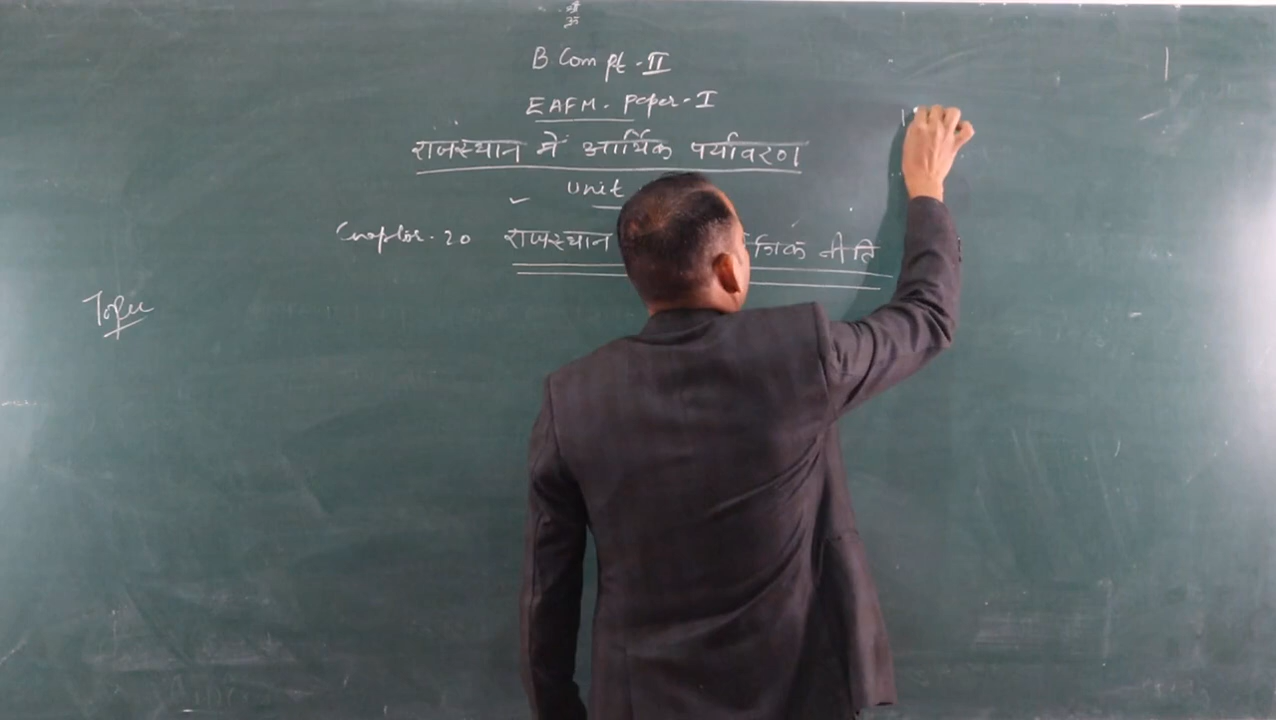 B Com pt - II
EAFM - Paper - I
राजस्थान में आर्थिक पर्यावरण
Unit
Chapter - 20 राजस्थान गिक नीति
Topic